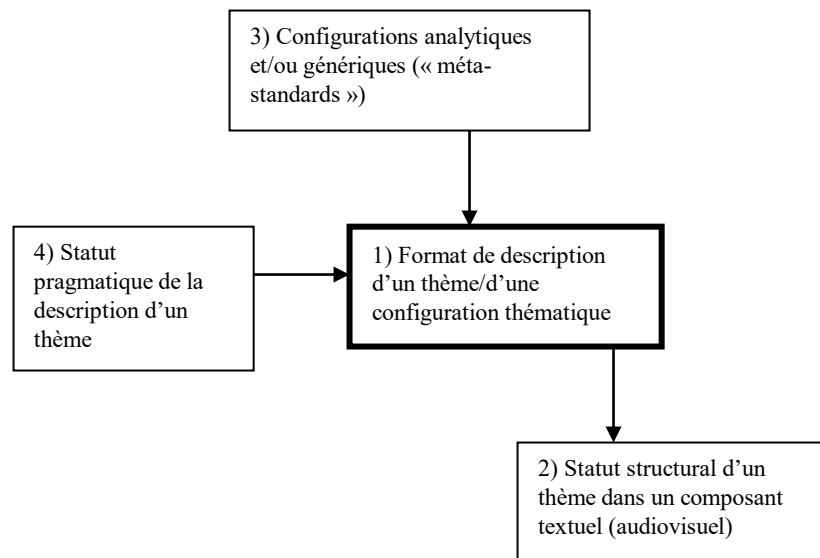 3) Configurations analytiques
et/ou génériques (« méta-
standards »)
4) Statut
pragmatique de la
description d’un
thème
1) Format de description
d’un thème/d’une
configuration thématique
2) Statut structural d’un
thème dans un composant
textuel (audiovisuel)